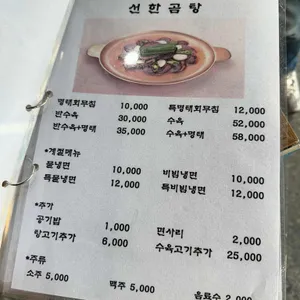 선한곰탕
명태회무침 10,000 특명태회무침 12,000
반수육 30,000 수육 52,000
반수육+명태 35,000 수육+명태 58,000
*계절메뉴
물냉면 10,000 비빔냉면 10,000
특물냉면 12,000 특비빔냉면 12,000
*추가
공기밥 1,000 면사리 2,000
탕고기추가 6,000 수육고기추가 25,000
*주류
소주 5,000 맥주 5,000 음료수 2,000